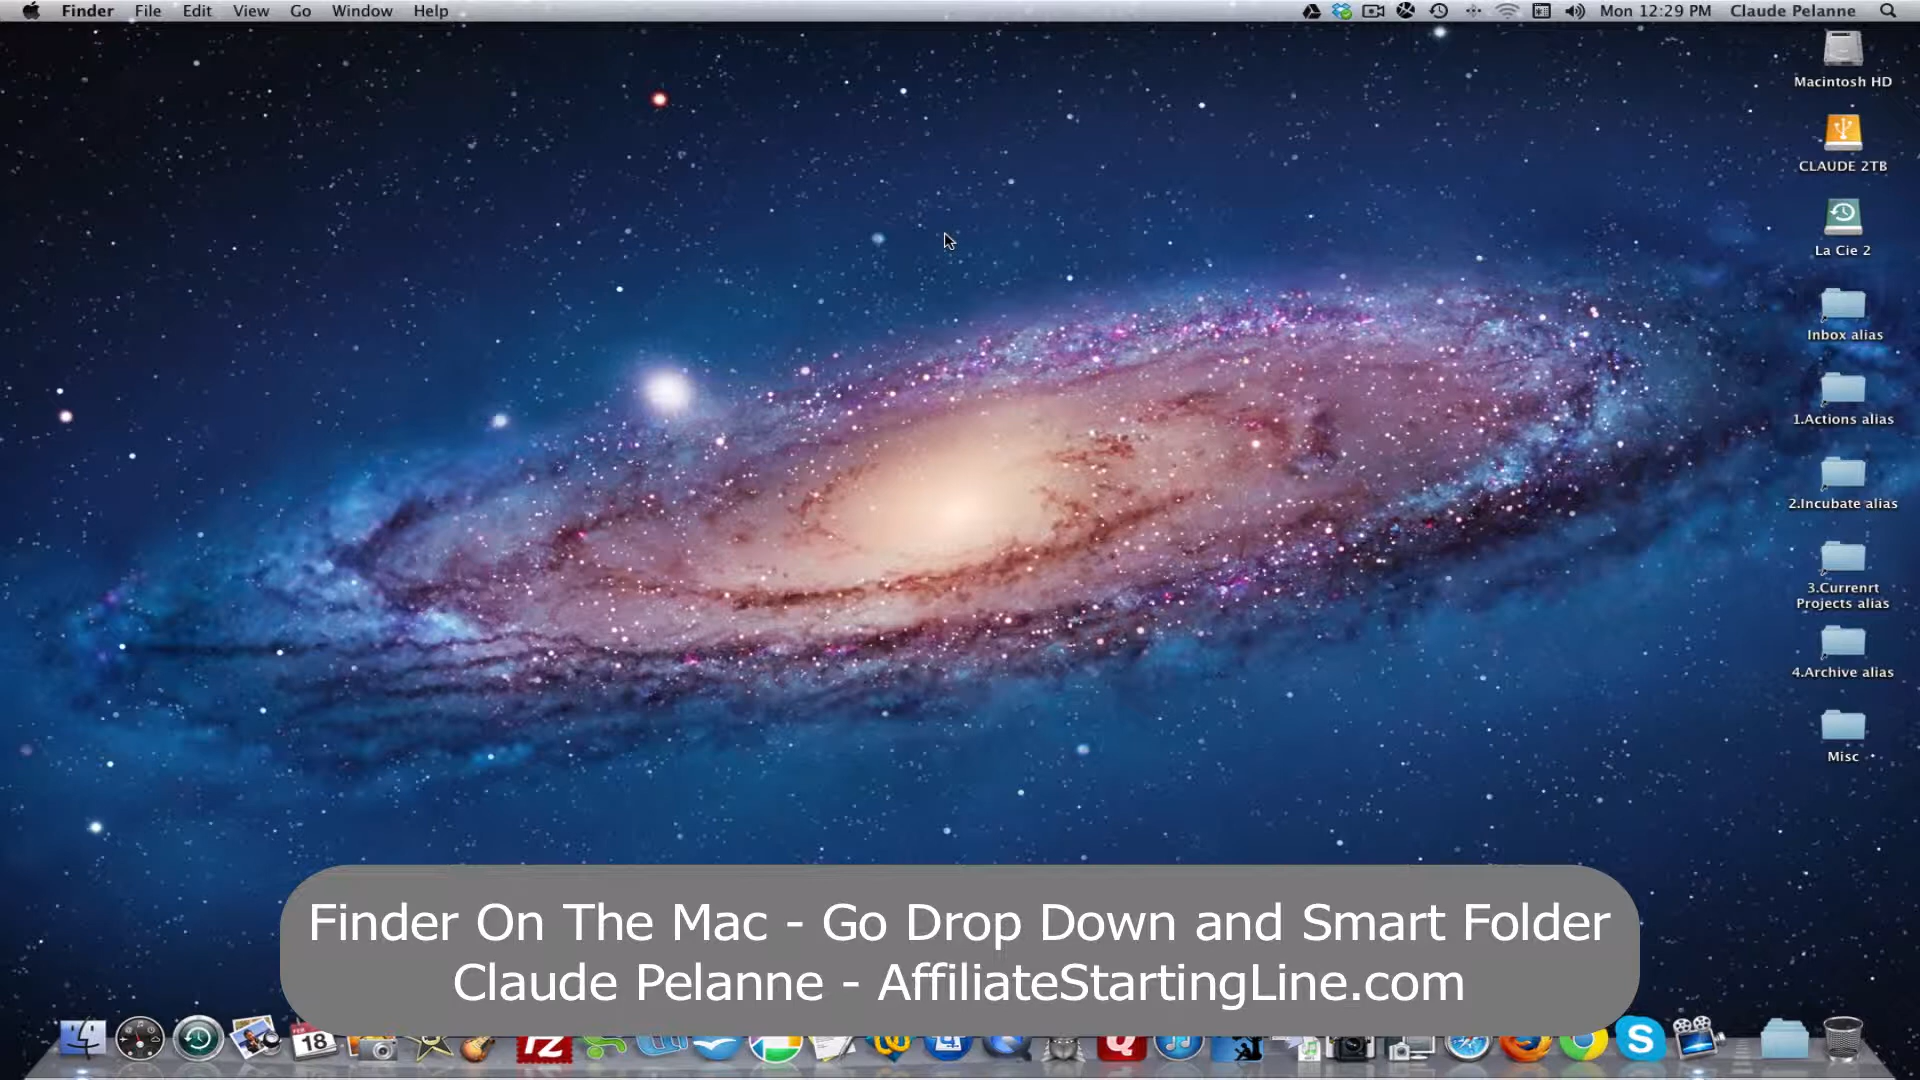 Finder File Edit View Go Window Help Mon 12:29 PM Claude Pelanne
Macintosh HD
CLAUDE 2TB
La Cie 2
Inbox alias
1.Actions alias
2.Incubate alias
3.Currenrt
Projects alias
4.Archive alias
Misc
Finder On The Mac - Go Drop Down and Smart Folder
Claude Pelanne - AffiliateStartingLine.com
FEB
18